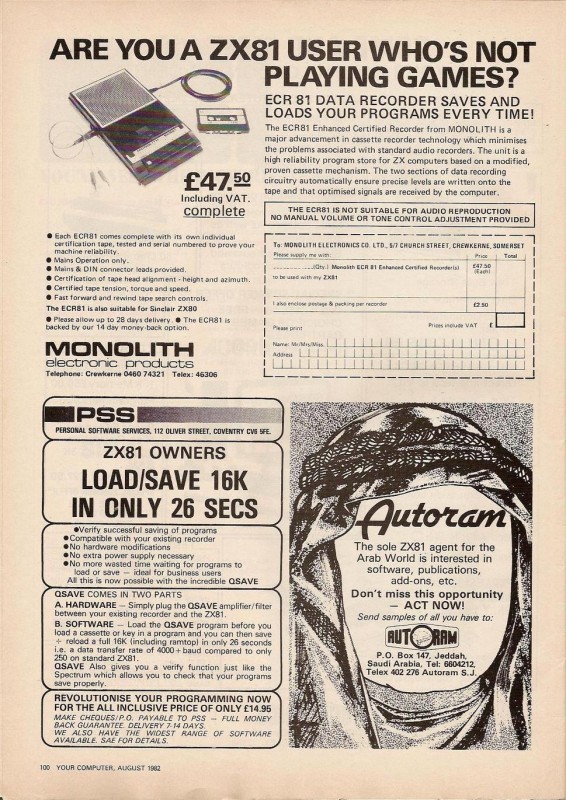 ARE YOU A ZX81 USER WHO'S NOT
PLAYING GAMES?
ECR 81 DATA RECORDER SAVES AND
LOADS YOUR PROGRAMS EVERY TIME!
The ECR81 Enhanced Certified Recorder from MONOLITH is a
major advancement in cassette recorder technology which minimises
the problems associated with standard audio recorders. The unit is a
high reliability program store for ZX computers based on a modified,
proven cassette mechanism. The two sections of data recording
circuitry automatically ensure precise levels are written onto the
tape and that optimised signals are received by the computer.
£47.50
Including VAT.
complete
THE ECR81 IS NOT SUITABLE FOR AUDIO REPRODUCTION
NO MANUAL VOLUME OR TONE CONTROL ADJUSTMENT PROVIDED
● Each ECR81 comes complete with its own individual
certification tape, tested and serial numbered to prove your
machine reliability.
● Mains Operation only.
● Mains & DIN connector leads provided.
● Certification of tape head alignment - height and azimuth.
● Certified tape tension, torque and speed.
● Fast forward and rewind tape search controls.
The ECR81 is also suitable for Sinclair ZX80
● Please allow up to 28 days delivery. ● The ECR81 is
backed by our 14 day money-back option.
MONOLITH
electronic products
Telephone: Crewkerne 0460 74321 Telex: 46306
To: MONOLITH ELECTRONICS CO. LTD., 5/7 CHURCH STREET, CREWKERNE, SOMERSET
Please supply me with: Price Total
..............(Qty.) Monolith ECR 81 Enhanced Certified Recorder(s) £47.50
(Each)
to be used with my ZX81
I also enclose postage & packing per recorder £2.50
Please print Prices include VAT £
Name: Mr/Mrs/Miss
Address
PSS
PERSONAL SOFTWARE SERVICES, 112 OLIVER STREET, COVENTRY CV6 5FE.
ZX81 OWNERS
LOAD/SAVE 16K
IN ONLY 26 SECS
●Verify successful saving of programs
●Compatible with your existing recorder
●No hardware modifications
●No extra power supply necessary
●No more wasted time waiting for programs to
load or save — ideal for business users
All this is now possible with the incredible QSAVE
QSAVE COMES IN TWO PARTS
A. HARDWARE — Simply plug the QSAVE amplifier/filter
between your existing recorder and the ZX81.
B. SOFTWARE — Load the QSAVE program before you
load a cassette or key in a program and you can then save
÷ reload a full 16K (including ramtop) in only 26 seconds
i.e. a data transfer rate of 4000 + baud compared to only
250 on standard ZX81.
QSAVE Also gives you a verify function just like the
Spectrum which allows you to check that your programs
save properly.
REVOLUTIONISE YOUR PROGRAMMING NOW
FOR THE ALL INCLUSIVE PRICE OF ONLY £14.95
MAKE CHEQUES/P.O. PAYABLE TO PSS — FULL MONEY
BACK GUARANTEE. DELIVERY 7-14 DAYS.
WE ALSO HAVE THE WIDEST RANGE OF SOFTWARE
AVAILABLE. SAE FOR DETAILS.
Autoram
The sole ZX81 agent for the
Arab World is interested in
software, publications,
add-ons, etc.
Don't miss this opportunity
— ACT NOW!
Send samples of all you have to:
AUTORAM
P.O. Box 147, Jeddah,
Saudi Arabia, Tel: 6604212,
Telex 402 276 Autoram S.J.
100 YOUR COMPUTER, AUGUST 1982